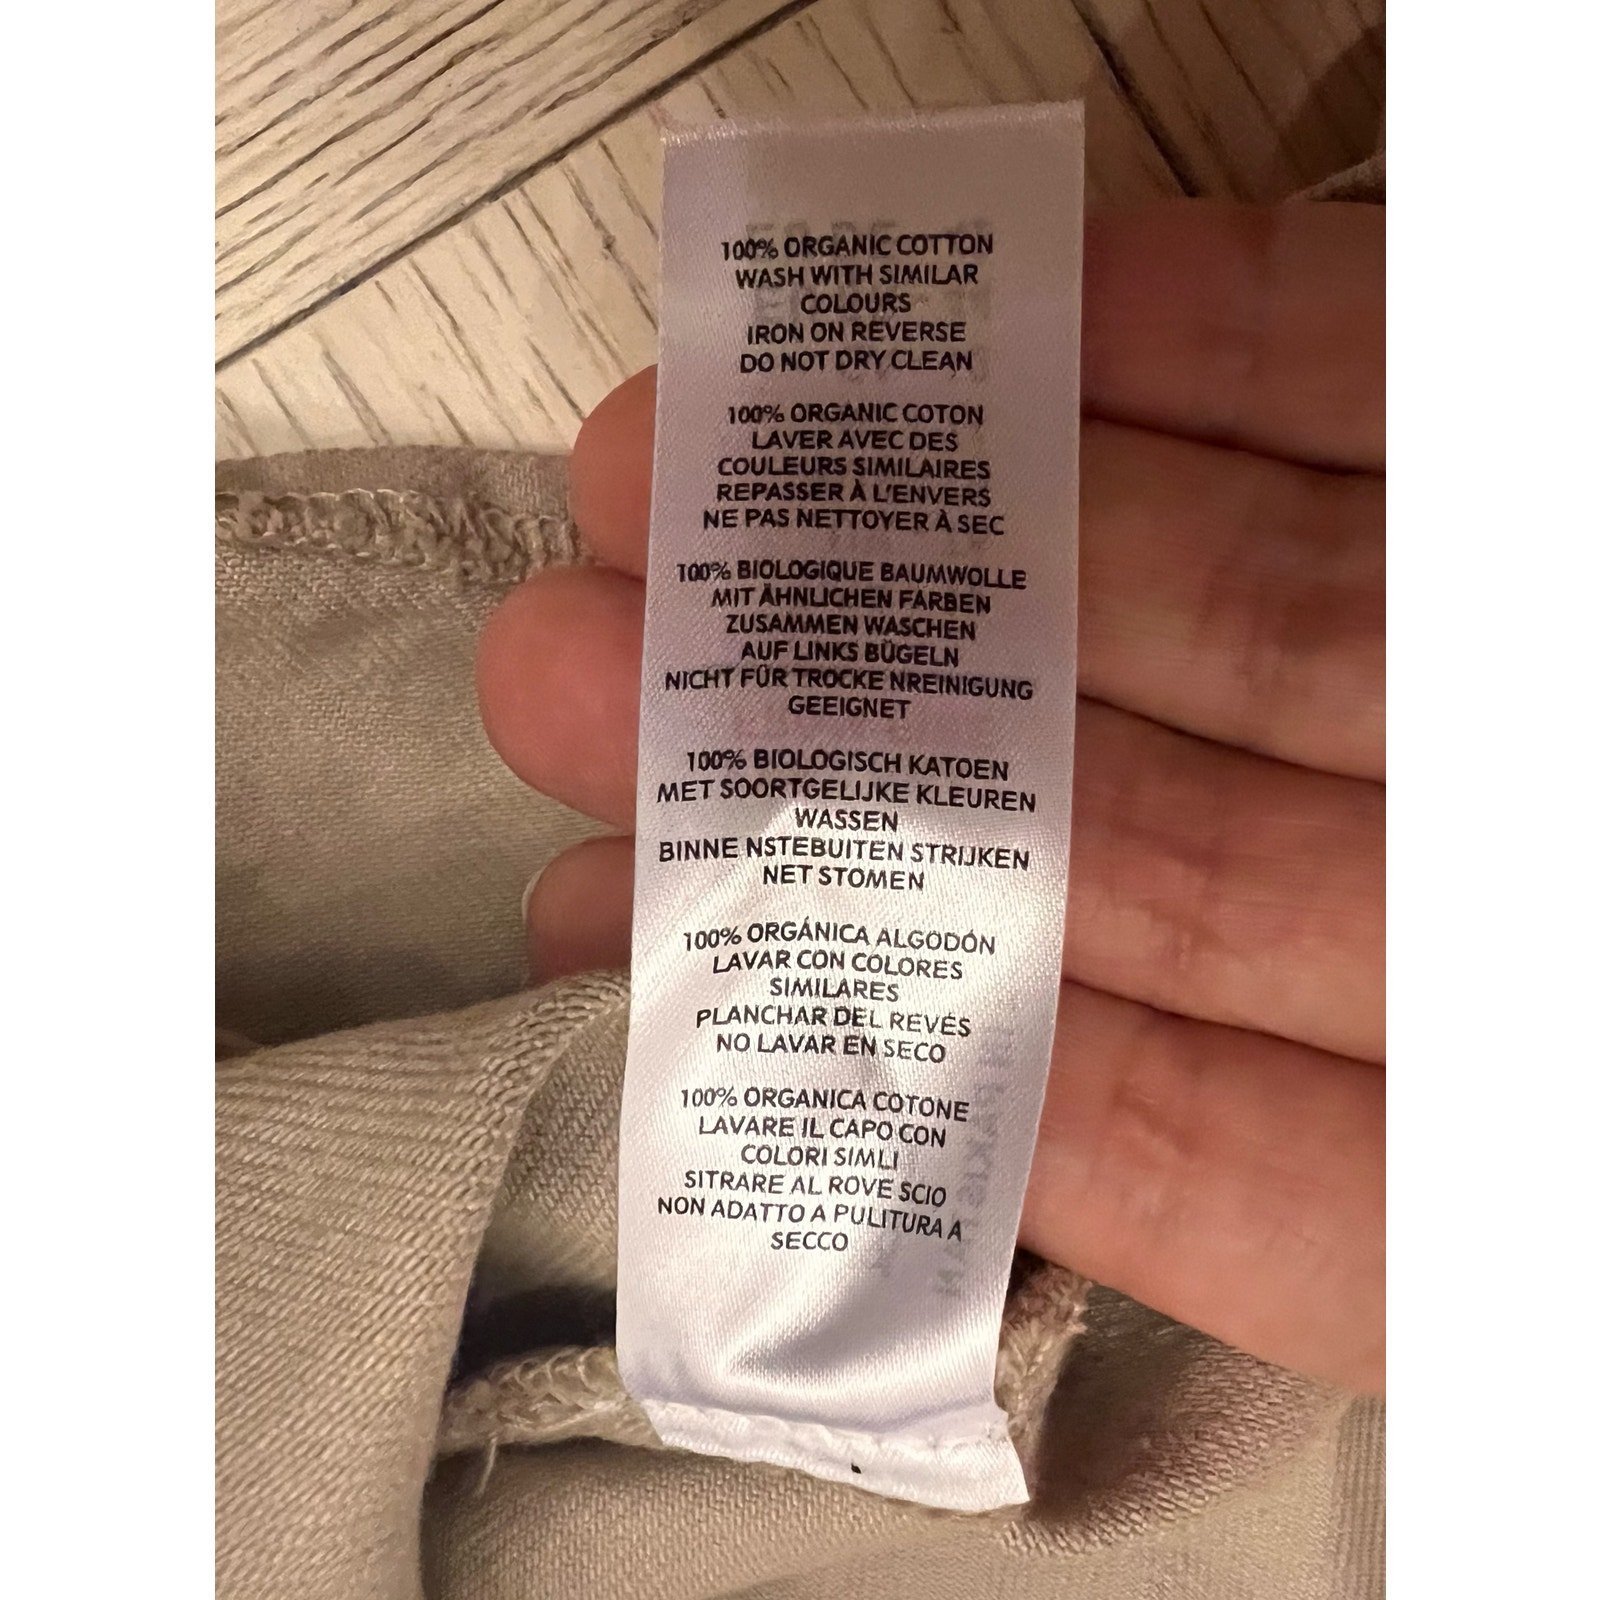 100% ORGANIC COTTON
WASH WITH SIMILAR
COLOURS
IRON ON REVERSE
DO NOT DRY CLEAN
100% ORGANIC COTON
LAVER AVEC DES
COULEURS SIMILAIRES
REPASSER À L'ENVERS
NE PAS NETTOYER À SEC
100% BIOLOGIQUE BAUMWOLLE
MIT ÄHNLICHEN FARBEN
ZUSAMMEN WASCHEN
AUF LINKS BÜGELN
NICHT FÜR TROCKE NREINIGUNG
GEEIGNET
100% BIOLOGISCH KATOEN
MET SOORTGELIJKE KLEUREN
WASSEN
BINNE NSTEBUITEN STRIJKEN
NET STOMEN
100% ORGÁNICA ALGODÓN
LAVAR CON COLORES
SIMILARES
PLANCHAR DEL REVÉS
NO LAVAR EN SECO
100% ORGANICA COTONE
LAVARE IL CAPO CON
COLORI SIMLI
SITRARE AL ROVE SCIO
NON ADATTO A PULITURA A
SECCO